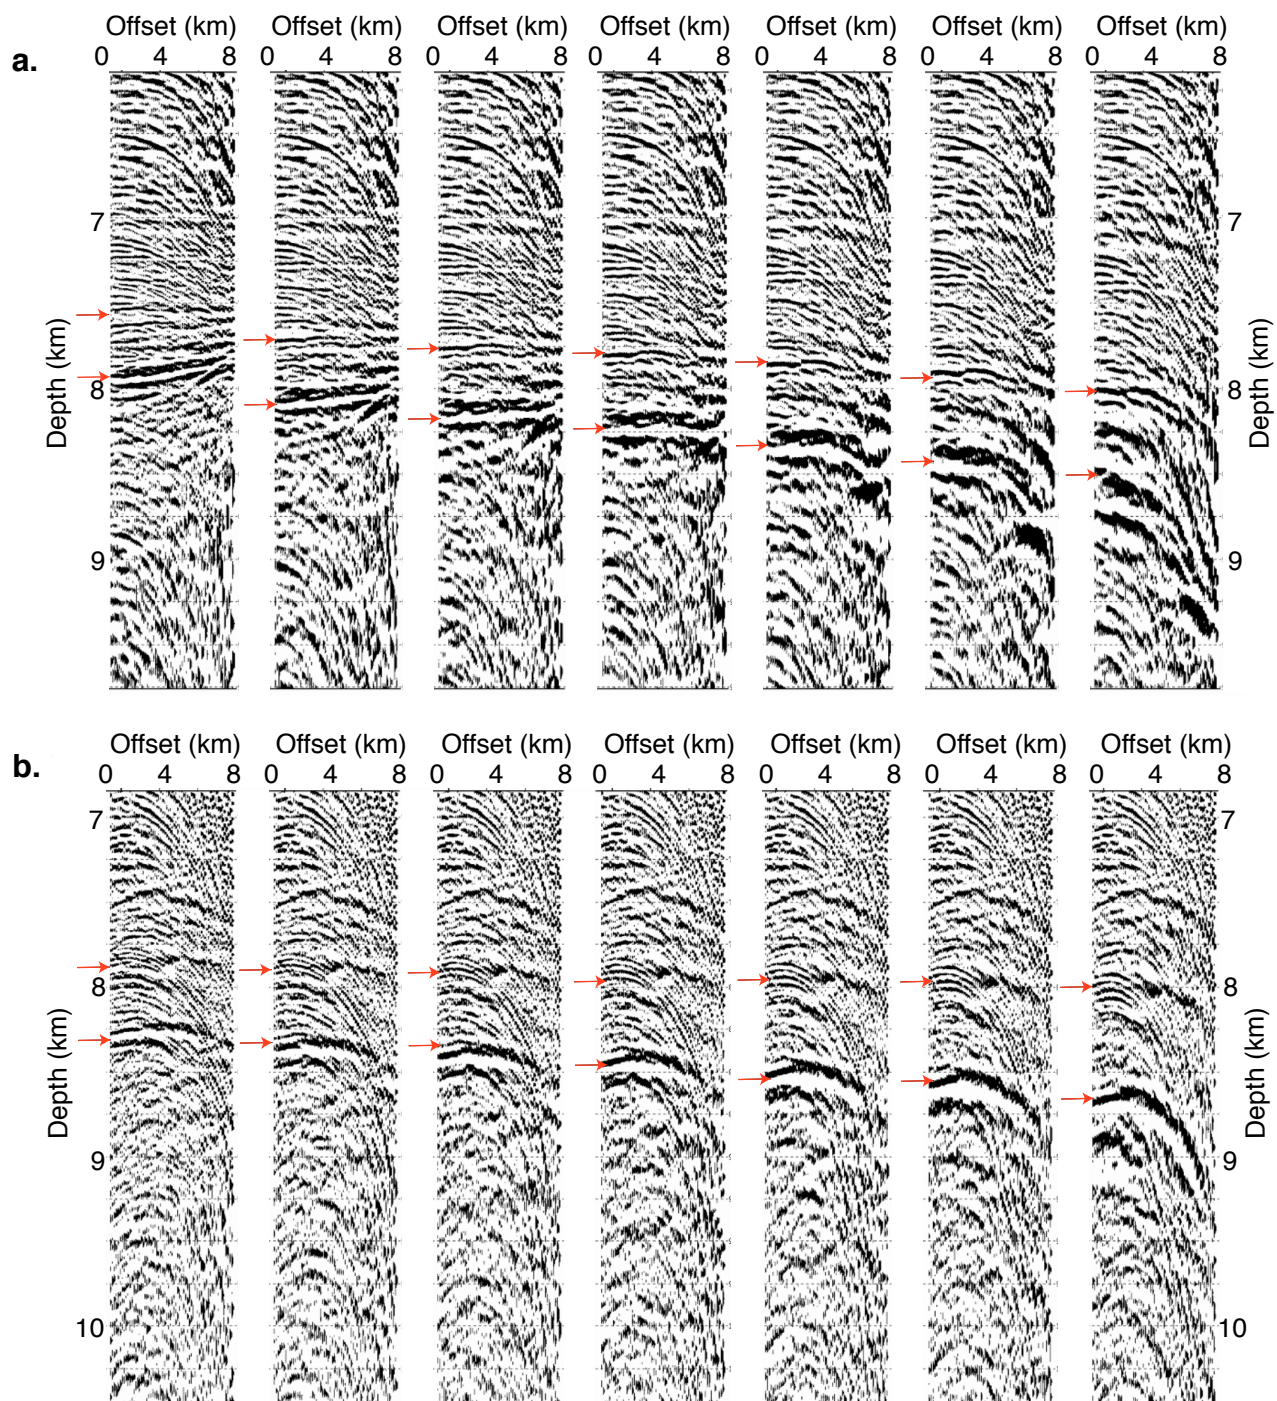 Offset (km) Offset (km) Offset (km) Offset (km) Offset (km) Offset (km) Offset (km)
a. 0 4 8 0 4 8 0 4 8 0 4 8 0 4 8 0 4 8 0 4 8
7 7
Depth (km) Depth (km)
8 8
9 9
Offset (km) Offset (km) Offset (km) Offset (km) Offset (km) Offset (km) Offset (km)
b. 0 4 8 0 4 8 0 4 8 0 4 8 0 4 8 0 4 8 0 4 8
7 7
8 8
Depth (km) Depth (km)
9 9
10 10